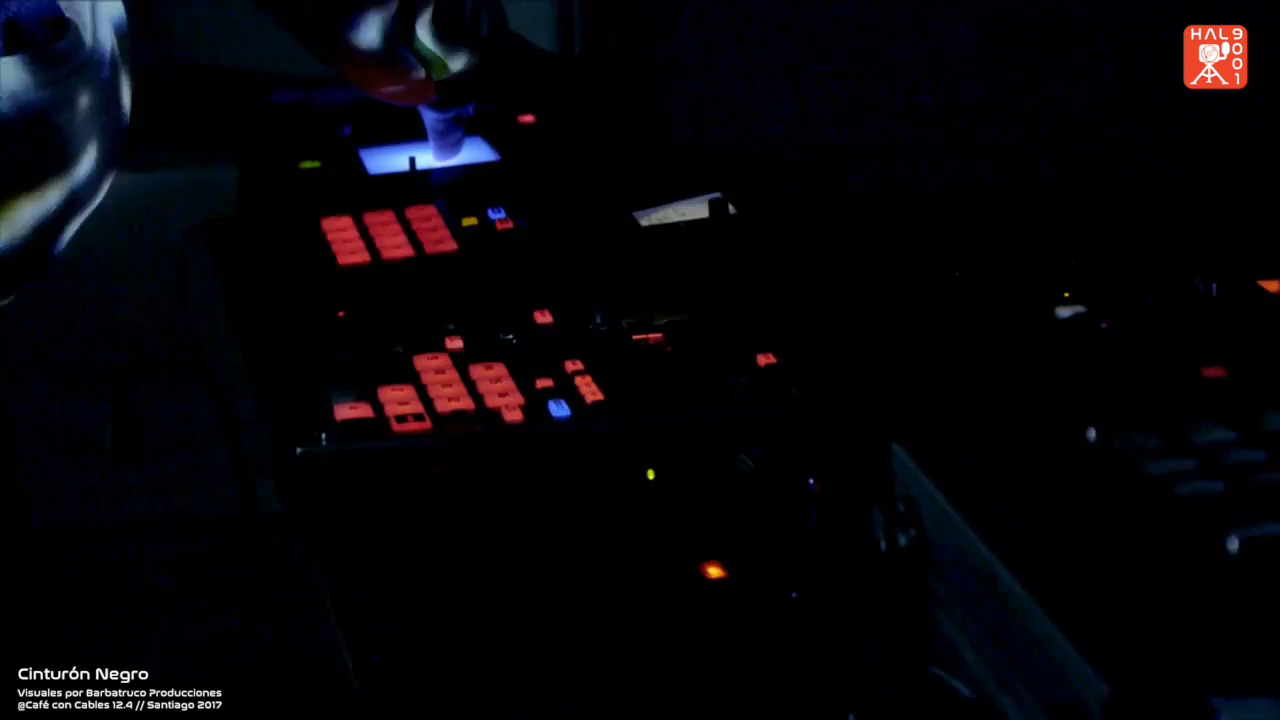 HAL9001
Cinturón Negro
Visuales por Barbatruco Producciones
@Café con Cables 12.4 // Santiago 2017